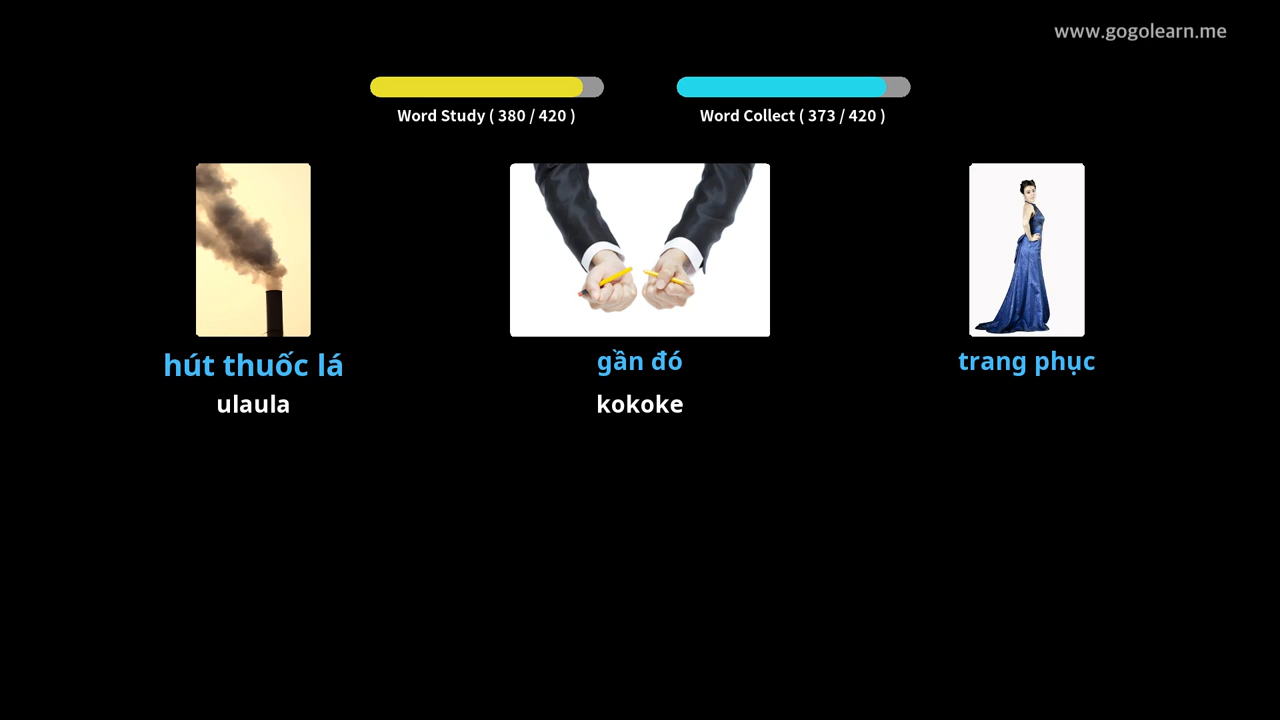 www.gogolearn.me
Word Study ( 380 / 420 )
Word Collect ( 373 / 420 )
hút thuốc lá
gần đó
trang phục
ulaula
kokoke